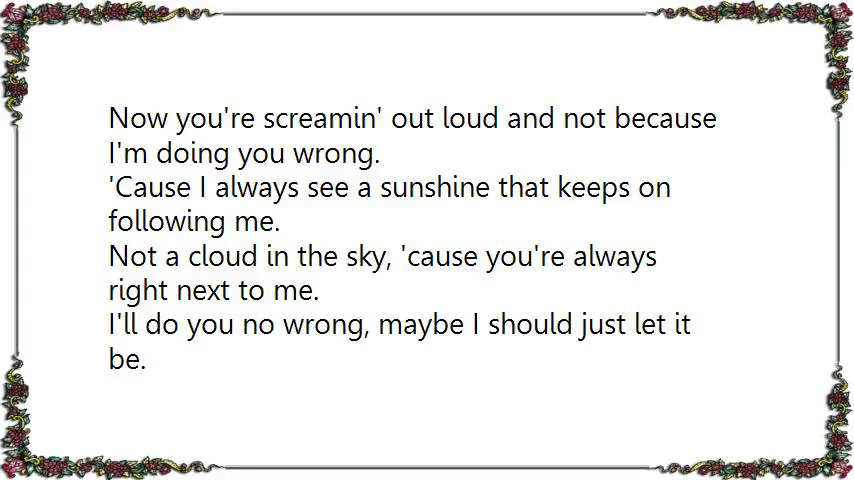 Now you're screamin' out loud and not because
I'm doing you wrong.
'Cause I always see a sunshine that keeps on
following me.
Not a cloud in the sky, 'cause you're always
right next to me.
I'll do you no wrong, maybe I should just let it
be.